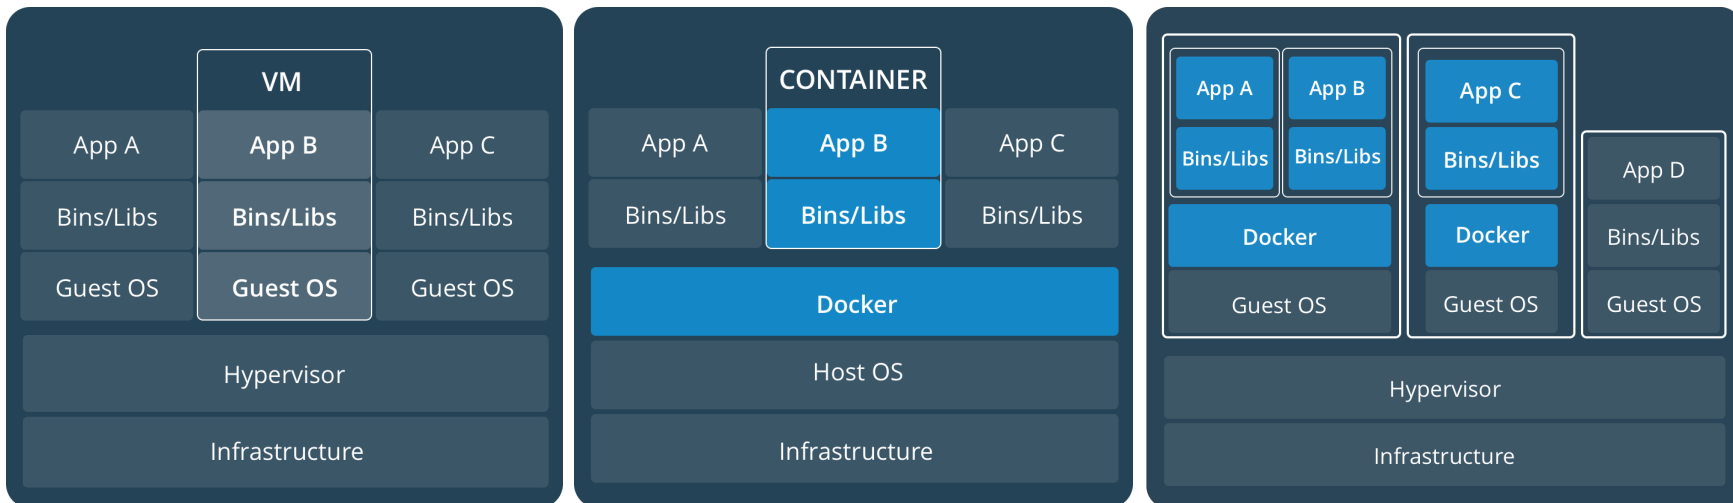 VM
App A
App B
App C
Bins/Libs
Bins/Libs
Bins/Libs
Guest OS
Guest OS
Guest OS
Hypervisor
Infrastructure
CONTAINER
App A
App B
App C
Bins/Libs
Bins/Libs
Bins/Libs
Docker
Host OS
Infrastructure
App A
App B
Bins/Libs
Bins/Libs
Docker
Guest OS
App C
Bins/Libs
Docker
Guest OS
App D
Bins/Libs
Guest OS
Hypervisor
Infrastructure